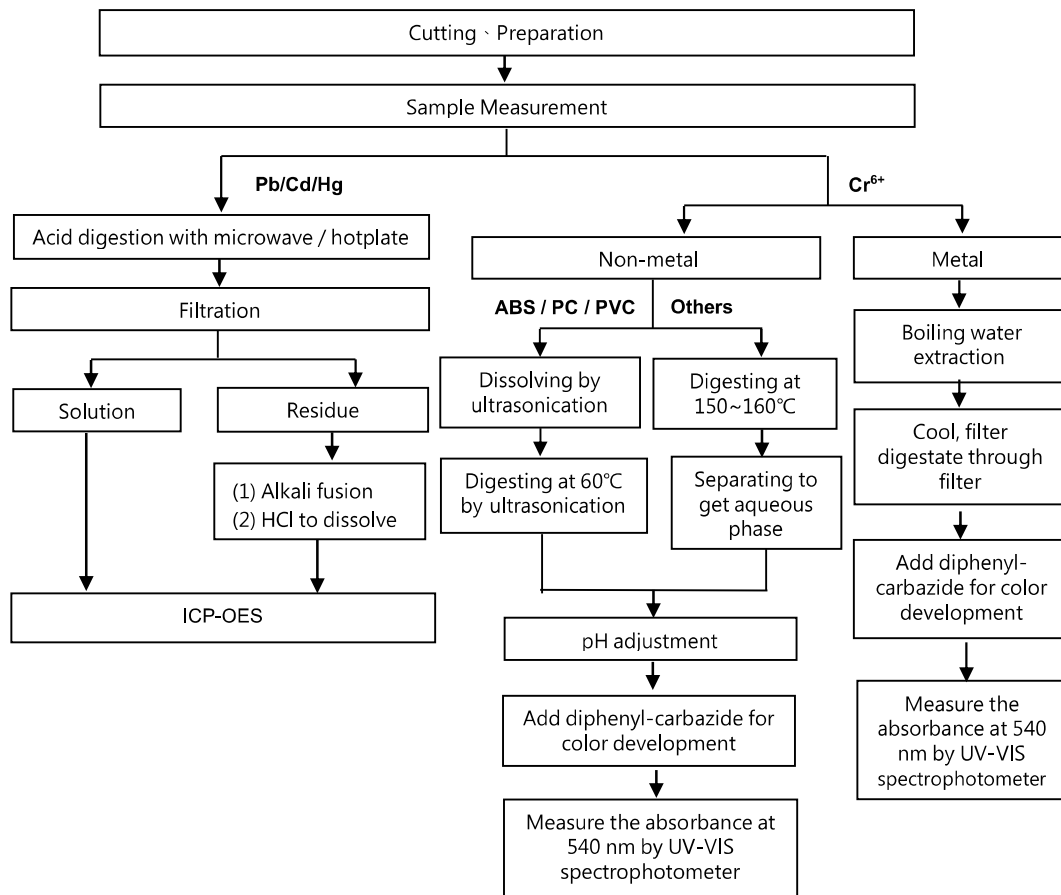 Cutting、Preparation
Sample Measurement
Pb/Cd/Hg
Cr⁶⁺
Acid digestion with microwave / hotplate
Filtration
Solution
Residue
(1) Alkali fusion
(2) HCl to dissolve
ICP-OES
Non-metal
ABS / PC / PVC
Others
Dissolving by
ultrasonication
Digesting at 60℃
by ultrasonication
Digesting at
150~160℃
Separating to
get aqueous
phase
pH adjustment
Add diphenyl-carbazide for
color development
Measure the absorbance at
540 nm by UV-VIS
spectrophotometer
Metal
Boiling water
extraction
Cool, filter
digestate through
filter
Add diphenyl-
carbazide for color
development
Measure the
absorbance at 540
nm by UV-VIS
spectrophotometer